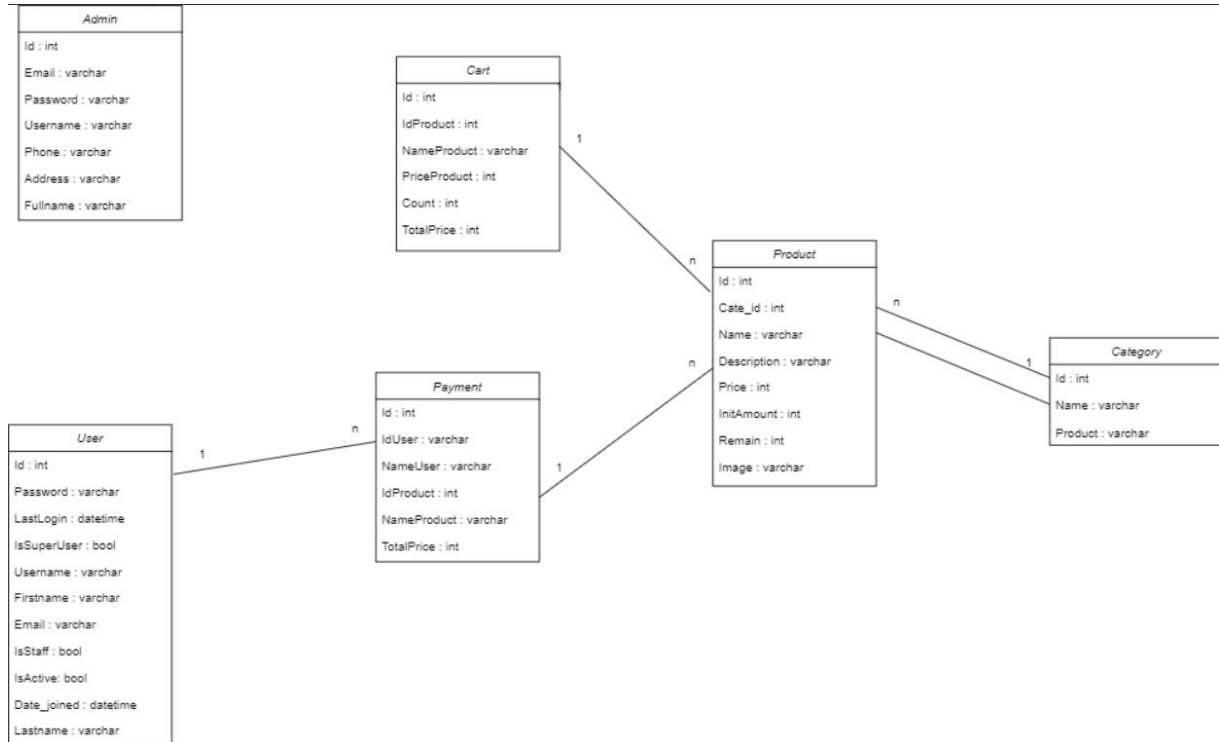 Admin
Id : int
Email : varchar
Password : varchar
Username : varchar
Phone : varchar
Address : varchar
Fullname : varchar
Cart
Id : int
IdProduct : int
NameProduct : varchar
PriceProduct : int
Count : int
TotalPrice : int
1
n
Product
Id : int
Cate_id : int
Name : varchar
Description : varchar
Price : int
InitAmount : int
Remain : int
Image : varchar
n
1
Category
Id : int
Name : varchar
Product : varchar
n
1
Payment
Id : int
IdUser : varchar
NameUser : varchar
IdProduct : int
NameProduct : varchar
TotalPrice : int
n
1
User
Id : int
Password : varchar
LastLogin : datetime
IsSuperUser : bool
Username : varchar
Firstname : varchar
Email : varchar
IsStaff : bool
IsActive: bool
Date_joined : datetime
Lastname : varchar